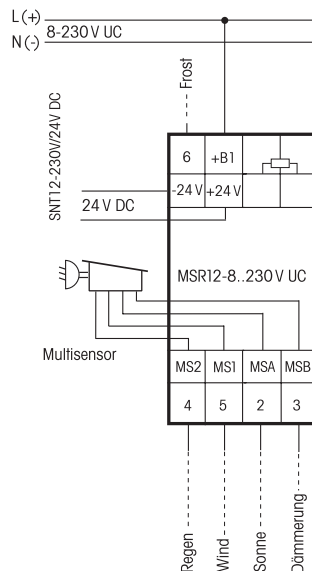 L (+)
8-230 V UC
N (-)
Frost
6 +B1
SNT12-230V/24V DC
-24 V +24 V
24 V DC
MSR12-8..230 V UC
Multisensor
MS2 MS1 MSA MSB
4 5 2 3
Regen
Wind
Sonne
Dämmerung